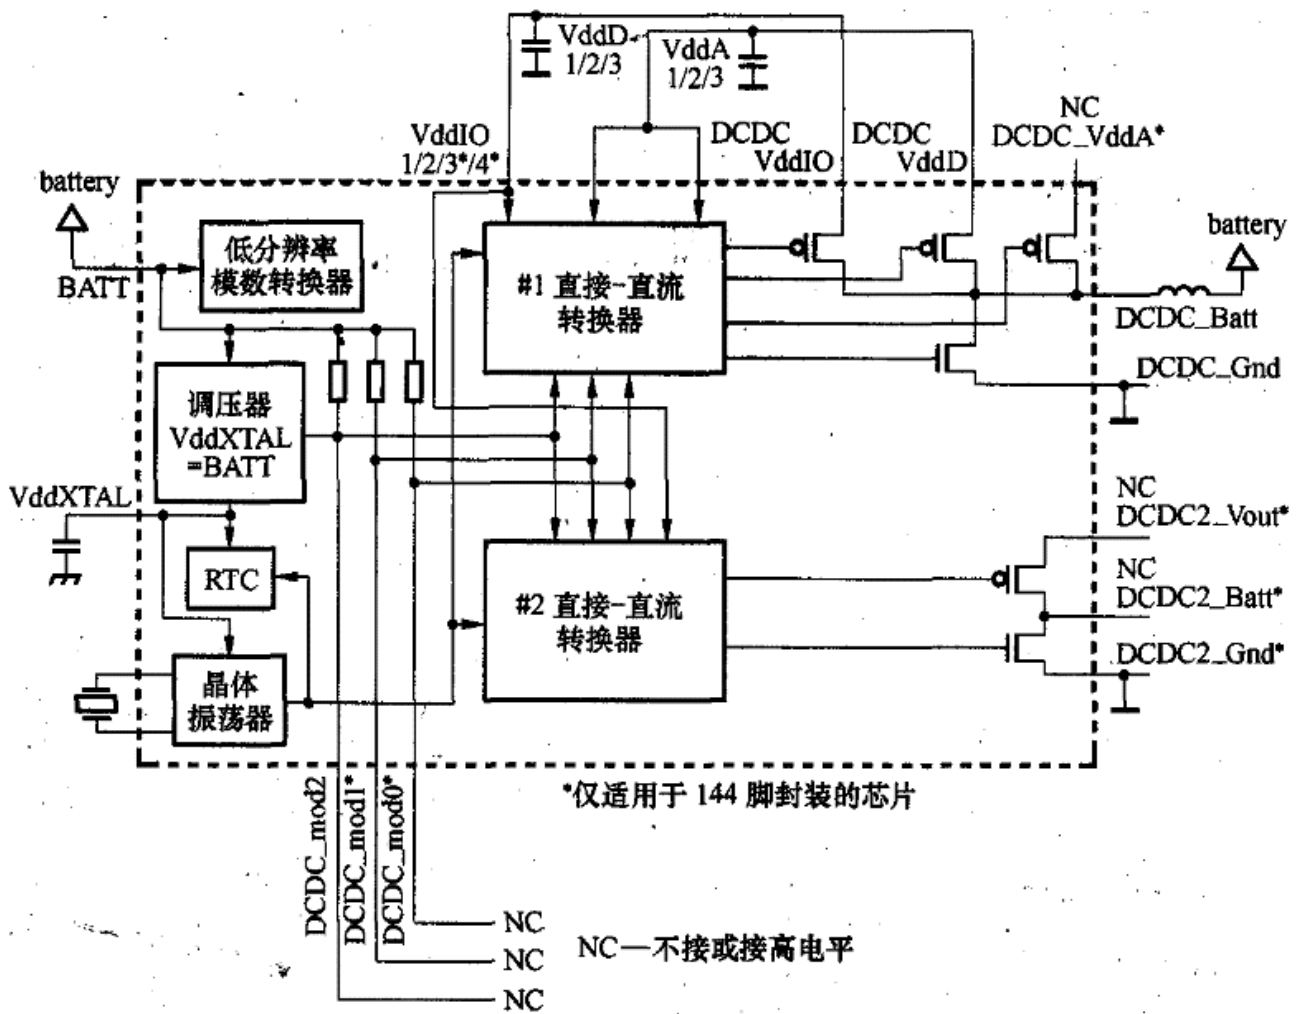 VddD
1/2/3
VddA
1/2/3
NC
DCDC_VddA*
VddIO
1/2/3*/4*
DCDC
VddIO
DCDC
VddD
battery
BATT
低分辨率
模数转换器
#1 直接-直流
转换器
battery
DCDC_Batt
DCDC_Gnd
调压器
VddXTAL
=BATT
VddXTAL
RTC
晶体
振荡器
#2 直接-直流
转换器
NC
DCDC2_Vout*
NC
DCDC2_Batt*
DCDC2_Gnd*
*仅适用于 144 脚封装的芯片
DCDC_mod2
DCDC_mod1*
DCDC_mod0*
NC
NC
NC
NC—不接或接高电平